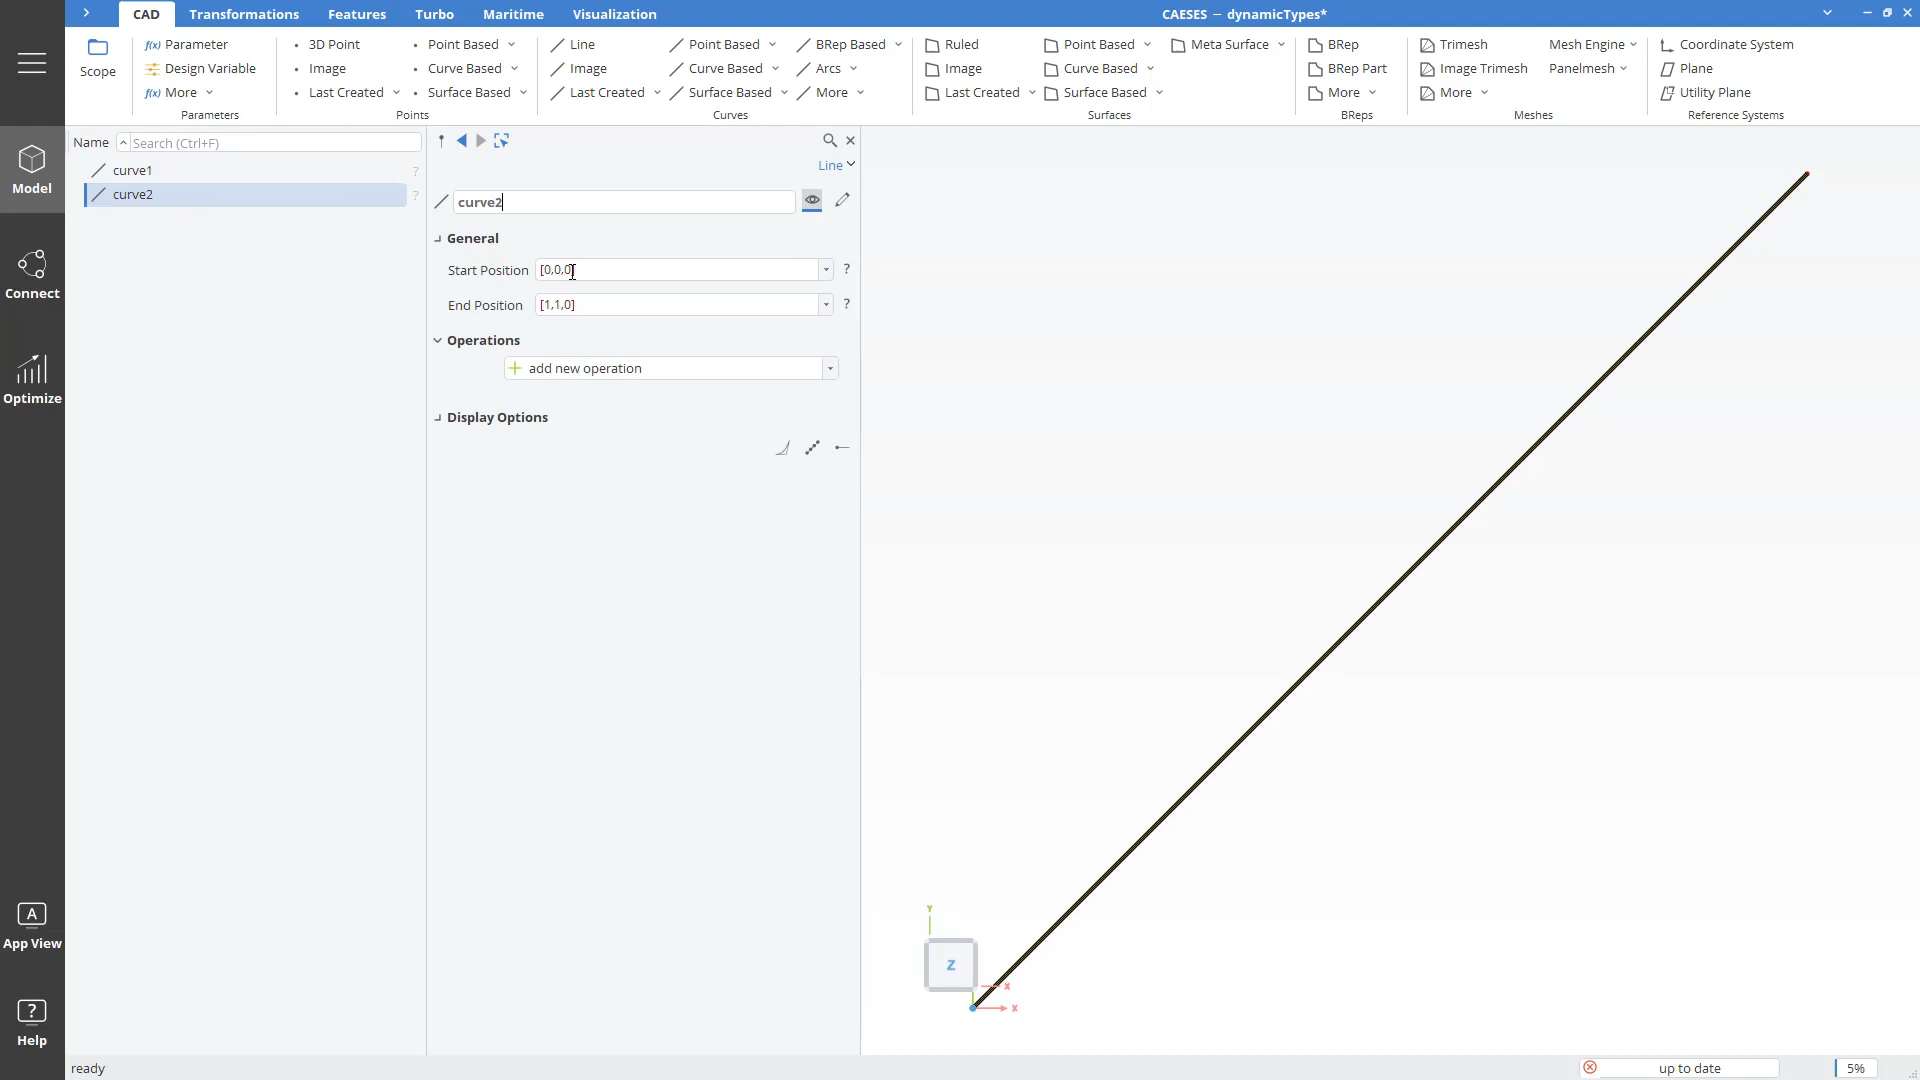 CAD Transformations Features Turbo Maritime Visualization CAESES – dynamicTypes*
Scope
f(x) Parameter
Design Variable
f(x) More
Parameters
3D Point Point Based
Image Curve Based
Last Created Surface Based
Points
Line Point Based BRep Based
Image Curve Based Arcs
Last Created Surface Based More
Curves
Ruled Point Based Meta Surface
Image Curve Based
Last Created Surface Based
Surfaces
BRep
BRep Part
More
BReps
Trimesh Mesh Engine
Image Trimesh Panelmesh
More
Meshes
Coordinate System
Plane
Utility Plane
Reference Systems
Model
Connect
Optimize
A
App View
?
Help
Name Search (Ctrl+F)
curve1 ?
curve2 ?
Line
curve2
General
Start Position [0,0,0] ?
End Position [1,1,0] ?
Operations
add new operation
Display Options
Y
Z
X
X
ready up to date 5%